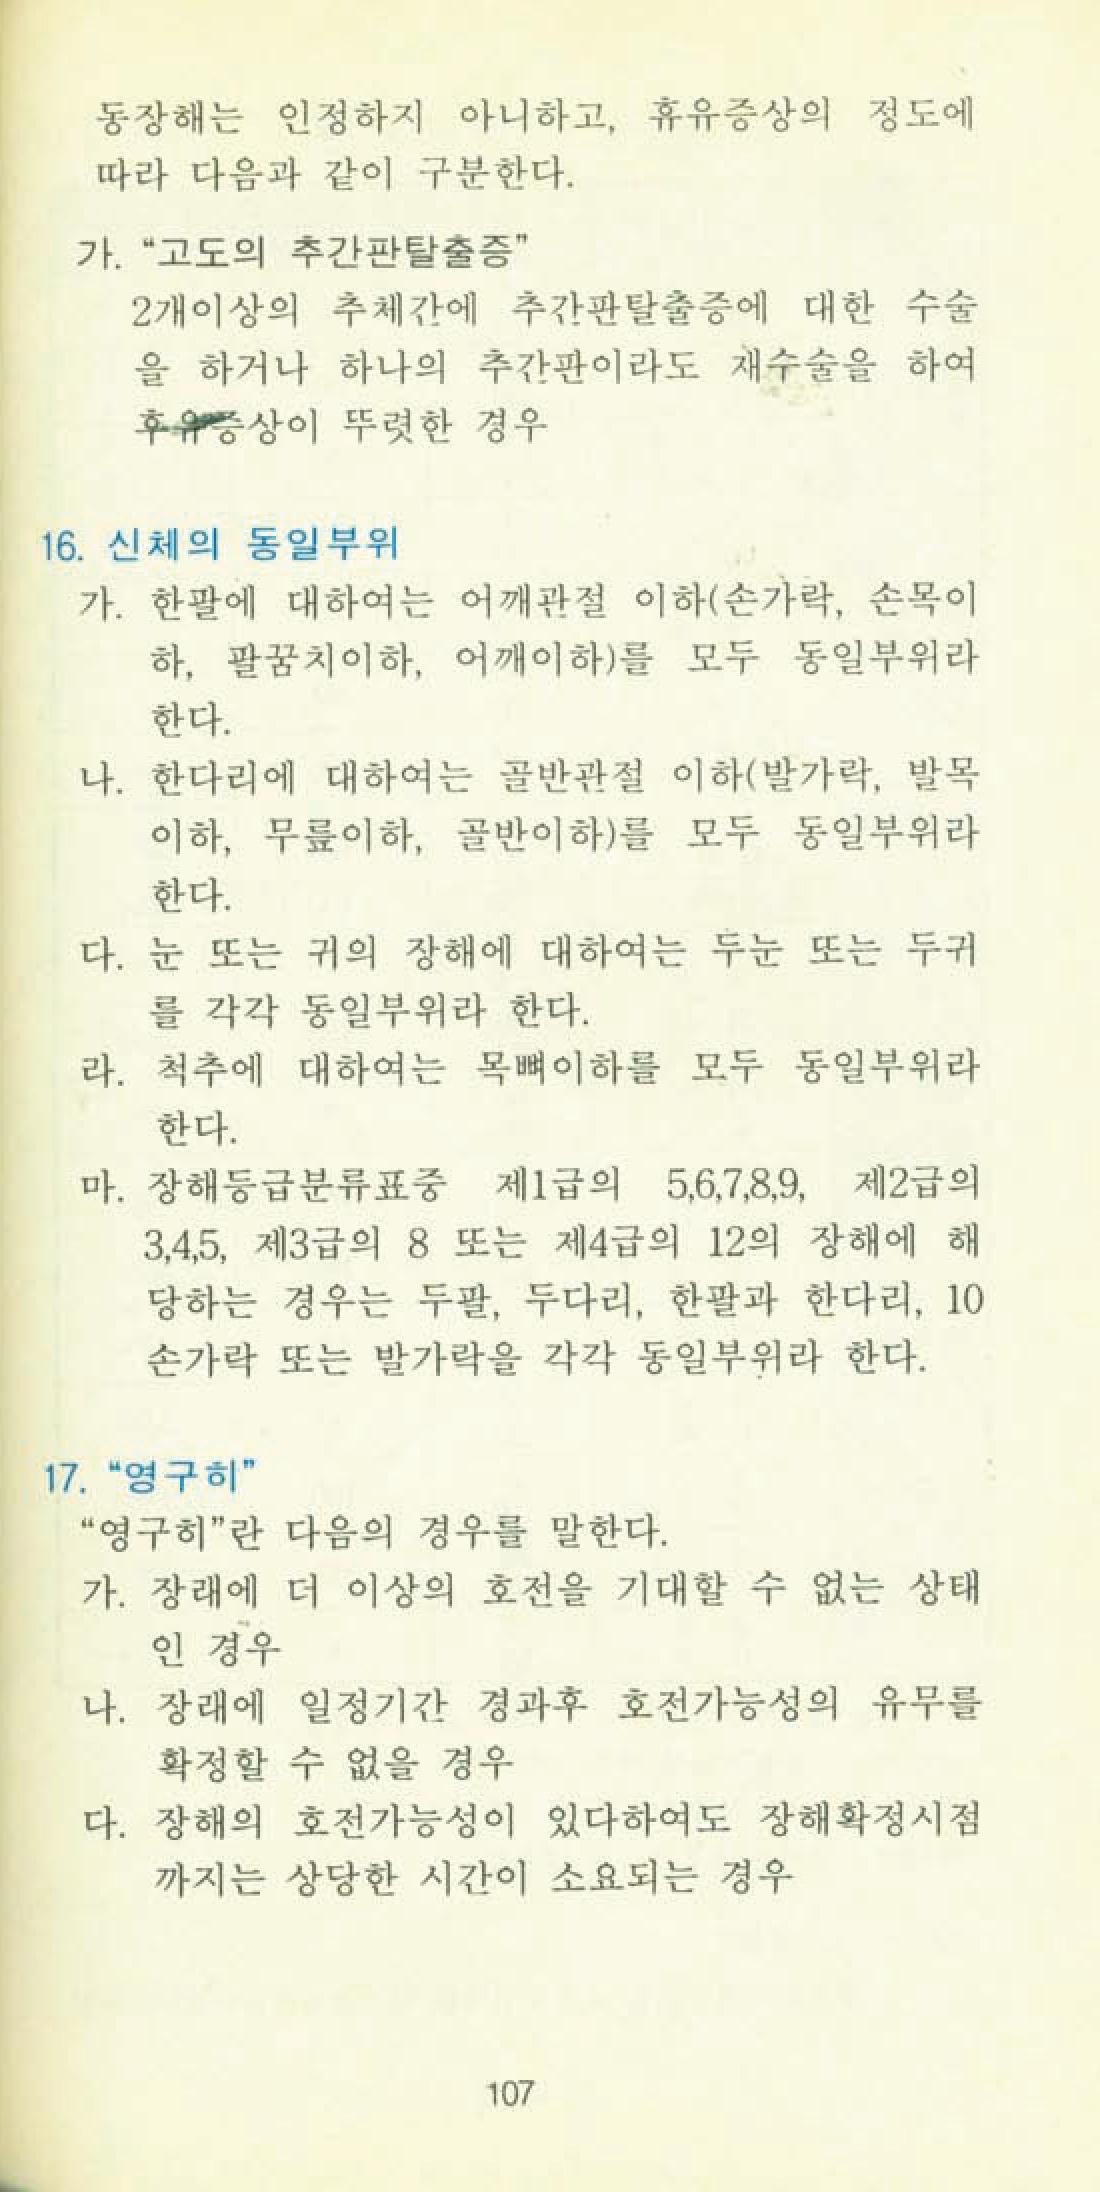 동장해는 인정하지 아니하고, 휴유증상의 정도에
따라 다음과 같이 구분한다.
가. “고도의 추간판탈출증”
2개이상의 추체간에 추간판탈출증에 대한 수술
을 하거나 하나의 추간판이라도 재수술을 하여
후유증상이 뚜렷한 경우
16. 신체의 동일부위
가. 한팔에 대하여는 어깨관절 이하(손가락, 손목이
하, 팔꿈치이하, 어깨이하)를 모두 동일부위라
한다.
나. 한다리에 대하여는 골반관절 이하(발가락, 발목
이하, 무릎이하, 골반이하)를 모두 동일부위라
한다.
다. 눈 또는 귀의 장해에 대하여는 두눈 또는 두귀
를 각각 동일부위라 한다.
라. 척추에 대하여는 목뼈이하를 모두 동일부위라
한다.
마. 장해등급분류표중 제1급의 5,6,7,8,9, 제2급의
3,4,5, 제3급의 8 또는 제4급의 12의 장해에 해
당하는 경우는 두팔, 두다리, 한팔과 한다리, 10
손가락 또는 발가락을 각각 동일부위라 한다.
17. “영구히”
“영구히”란 다음의 경우를 말한다.
가. 장래에 더 이상의 호전을 기대할 수 없는 상태
인 경우
나. 장래에 일정기간 경과후 호전가능성의 유무를
확정할 수 없을 경우
다. 장해의 호전가능성이 있다하여도 장해확정시점
까지는 상당한 시간이 소요되는 경우
107